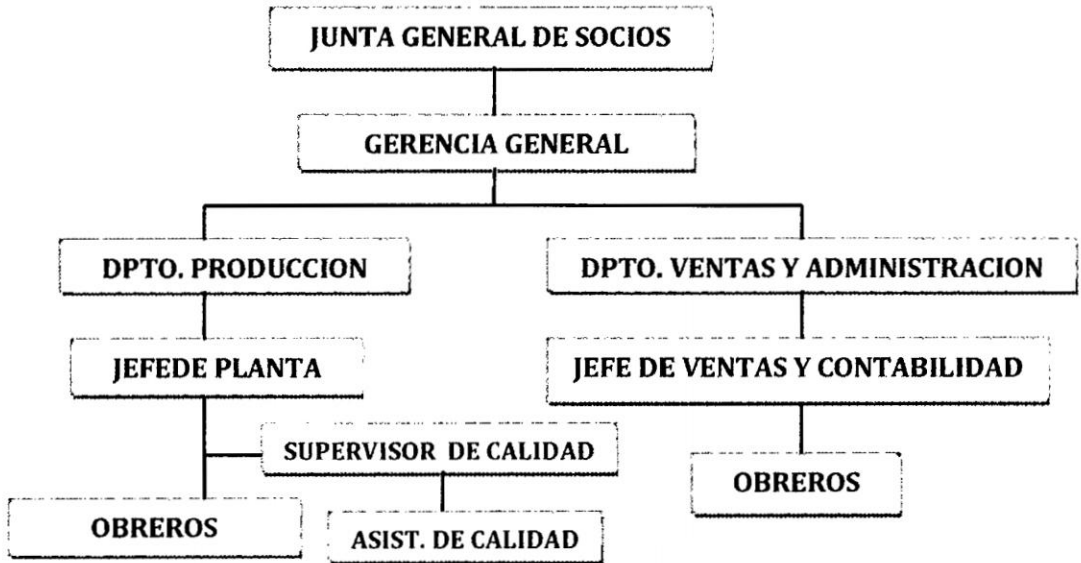 JUNTA GENERAL DE SOCIOS
GERENCIA GENERAL
DPTO. PRODUCCION
DPTO. VENTAS Y ADMINISTRACION
JEFEDE PLANTA
JEFE DE VENTAS Y CONTABILIDAD
SUPERVISOR DE CALIDAD
OBREROS
OBREROS
ASIST. DE CALIDAD